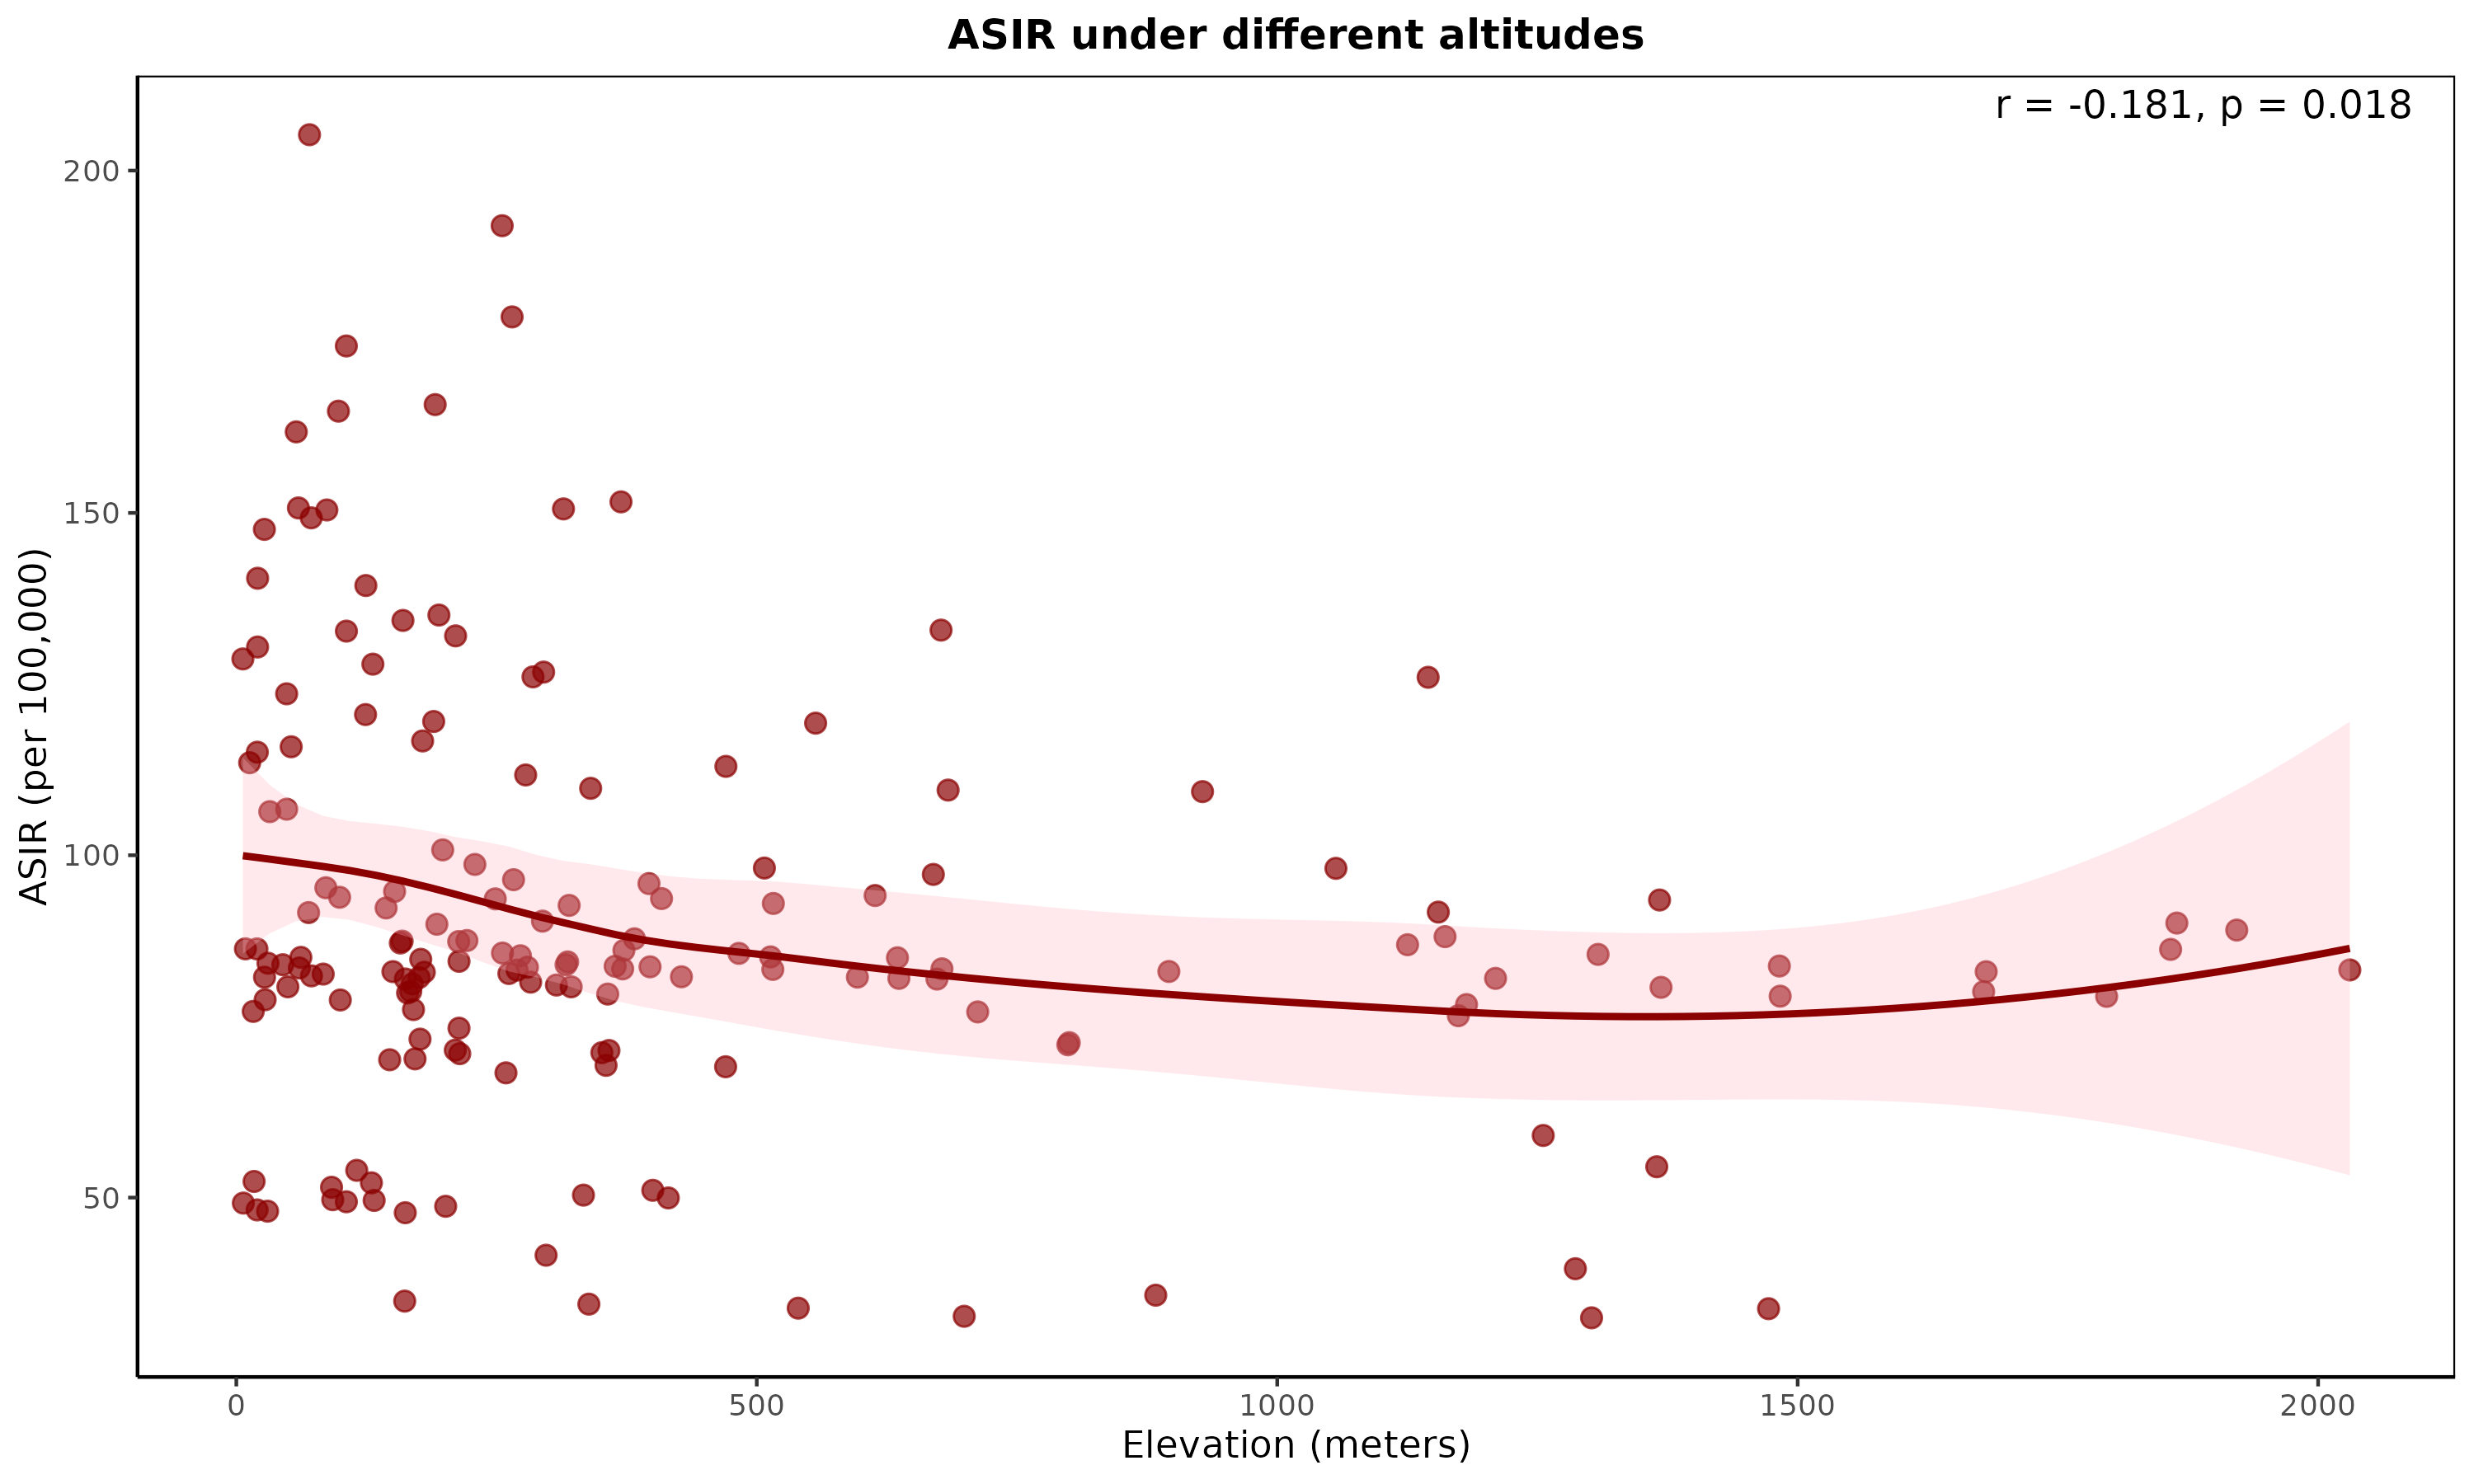 ASIR under different altitudes
r = -0.181, p = 0.018
200
150
100
50
ASIR (per 100,000)
0 500 1000 1500 2000
Elevation (meters)